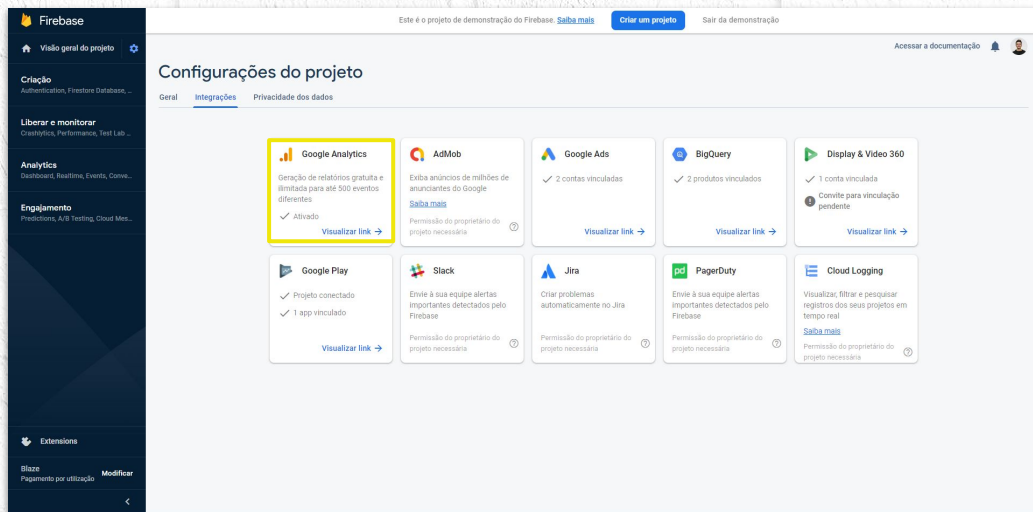 Firebase
Este é o projeto de demonstração do Firebase. Saiba mais
Criar um projeto
Sair da demonstração
Visão geral do projeto
Acessar a documentação
Criação
Authentication, Firestore Database, ...
Liberar e monitorar
Crashlytics, Performance, Test Lab ...
Analytics
Dashboard, Realtime, Events, Conve...
Engajamento
Predictions, A/B Testing, Cloud Mes...
Extensions
Blaze
Pagamento por utilização
Modificar
Configurações do projeto
Geral
Integrações
Privacidade dos dados
Google Analytics
Geração de relatórios gratuita e
ilimitada para até 500 eventos
diferentes
Ativado
Visualizar link
AdMob
Exiba anúncios de milhões de
anunciantes do Google
Saiba mais
Permissão do proprietário do
projeto necessária
Google Ads
2 contas vinculadas
Visualizar link
BigQuery
2 produtos vinculados
Visualizar link
Display & Video 360
1 conta vinculada
Convite para vinculação
pendente
Visualizar link
Google Play
Projeto conectado
1 app vinculado
Visualizar link
Slack
Envie à sua equipe alertas
importantes detectados pelo
Firebase
Permissão do proprietário do
projeto necessária
Jira
Criar problemas
automaticamente no Jira
Permissão do proprietário do
projeto necessária
pd
PagerDuty
Envie à sua equipe alertas
importantes detectados pelo
Firebase
Permissão do proprietário do
projeto necessária
Cloud Logging
Visualizar, filtrar e pesquisar
registros dos seus projetos em
tempo real
Saiba mais
Permissão do proprietário do
projeto necessária